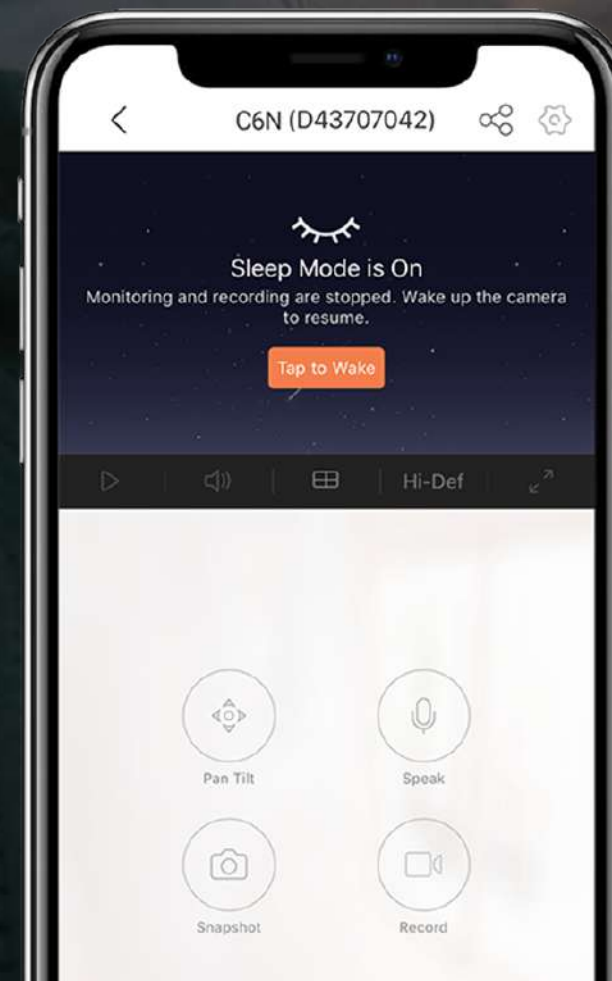 C6N (D43707042)
Sleep Mode is On
Monitoring and recording are stopped. Wake up the camera
to resume.
Tap to Wake
Hi-Def
Pan Tilt
Speak
Snapshot
Record